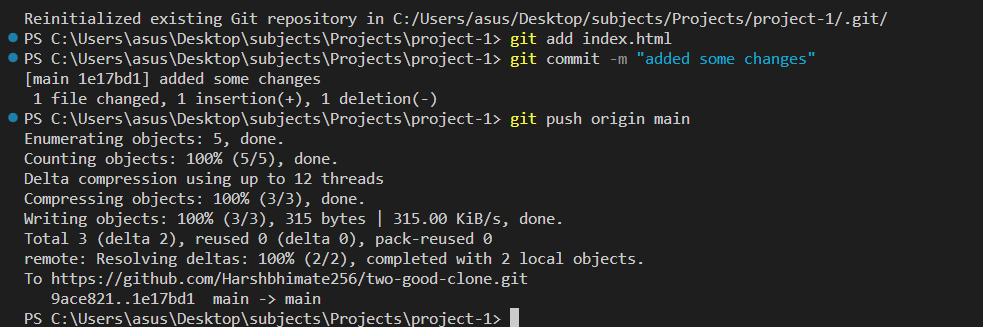 Reinitialized existing Git repository in C:/Users/asus/Desktop/subjects/Projects/project-1/.git/
PS C:\Users\asus\Desktop\subjects\Projects\project-1> git add index.html
PS C:\Users\asus\Desktop\subjects\Projects\project-1> git commit -m "added some changes"
[main 1e17bd1] added some changes
 1 file changed, 1 insertion(+), 1 deletion(-)
PS C:\Users\asus\Desktop\subjects\Projects\project-1> git push origin main
Enumerating objects: 5, done.
Counting objects: 100% (5/5), done.
Delta compression using up to 12 threads
Compressing objects: 100% (3/3), done.
Writing objects: 100% (3/3), 315 bytes | 315.00 KiB/s, done.
Total 3 (delta 2), reused 0 (delta 0), pack-reused 0
remote: Resolving deltas: 100% (2/2), completed with 2 local objects.
To https://github.com/Harshbhimate256/two-good-clone.git
   9ace821..1e17bd1  main -> main
PS C:\Users\asus\Desktop\subjects\Projects\project-1>